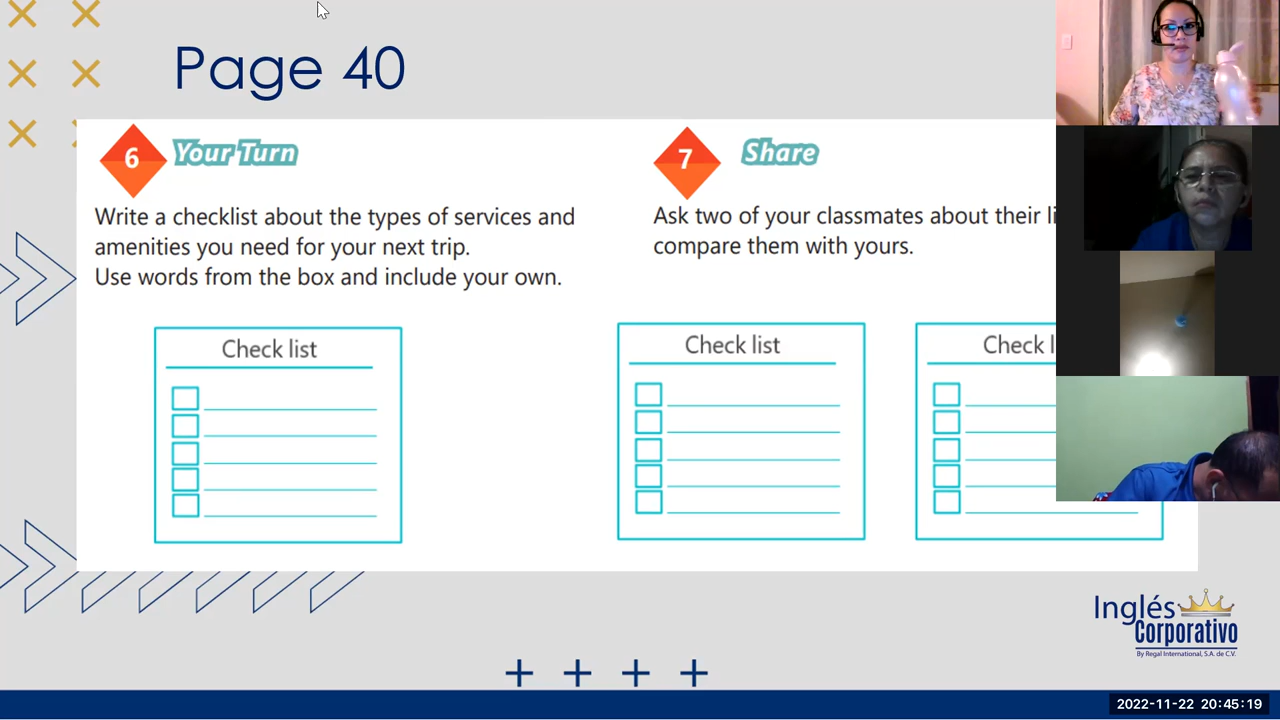 Page 40
6
Your Turn
Write a checklist about the types of services and
amenities you need for your next trip.
Use words from the box and include your own.
Check list
7
Share
Ask two of your classmates about their li
compare them with yours.
Check list
Check l
Inglés
Corporativo
By Regal International, S.A. de C.V.
2022-11-22 20:45:19